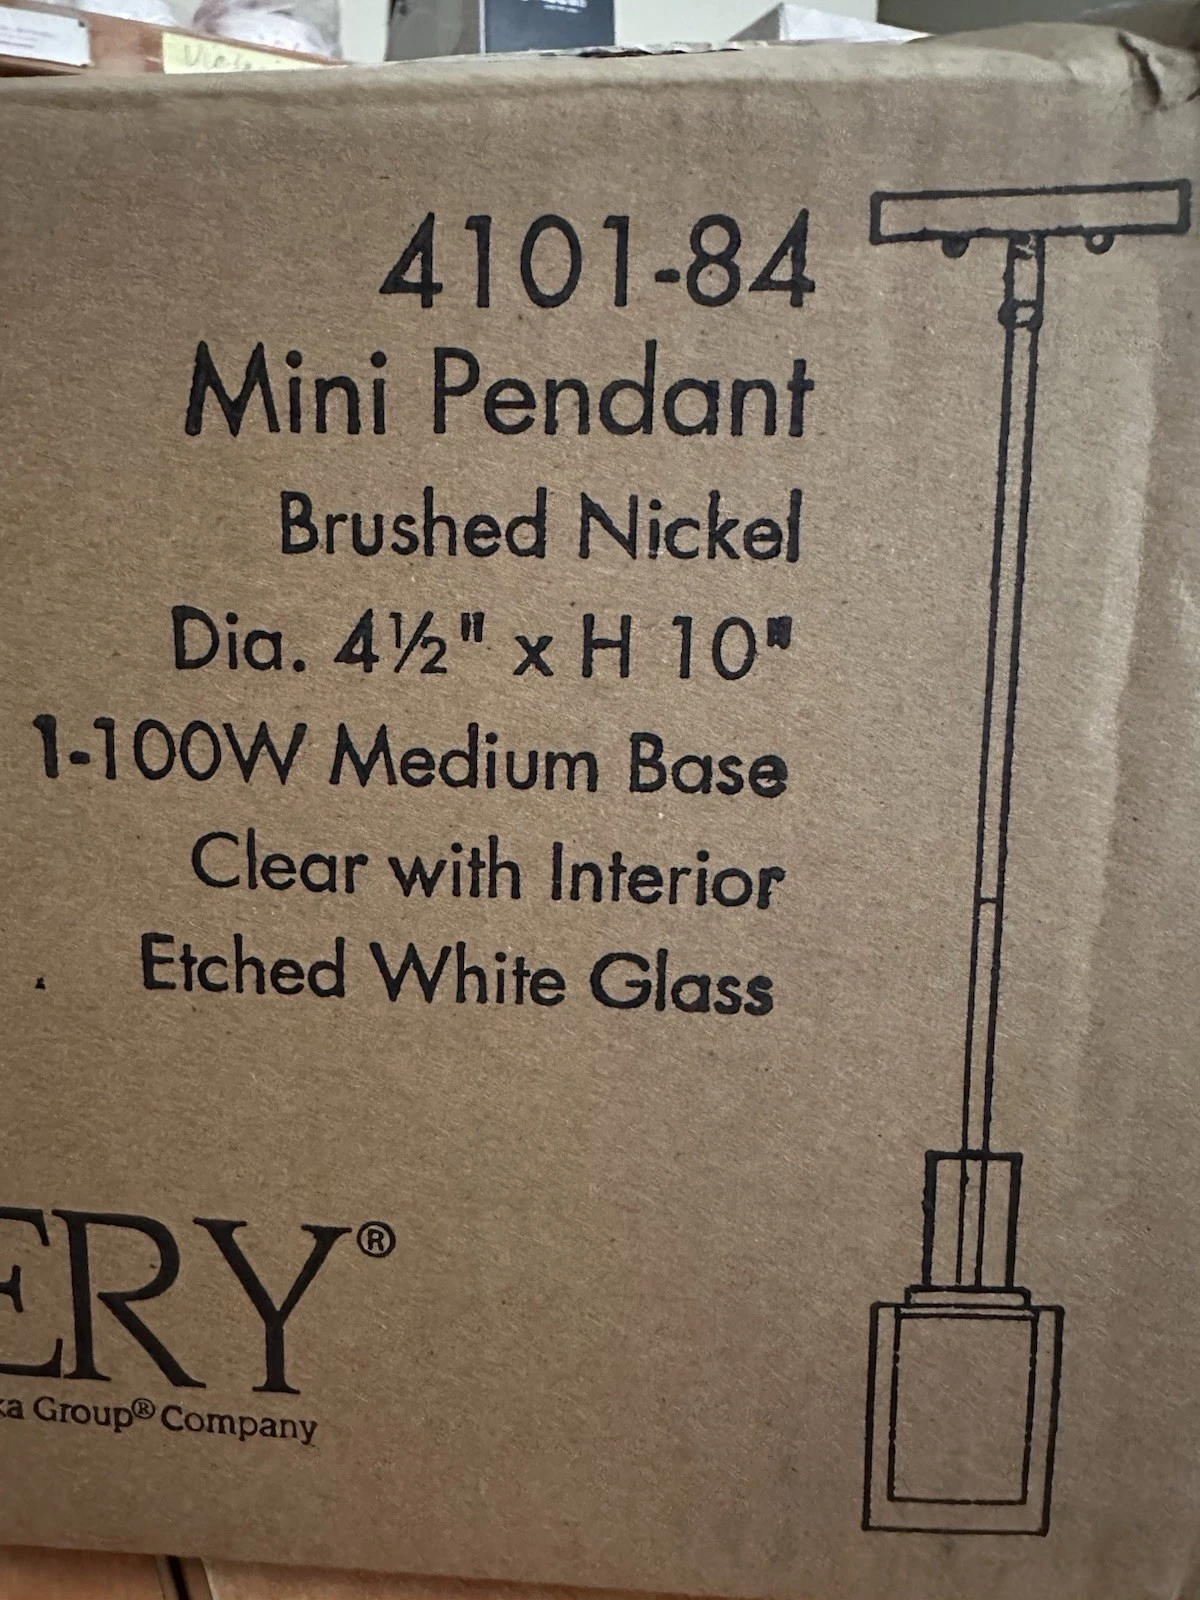 4101-84
Mini Pendant
Brushed Nickel
Dia. 4½" x H 10"
1-100W Medium Base
Clear with Interior
Etched White Glass
ERY®
ka Group® Company